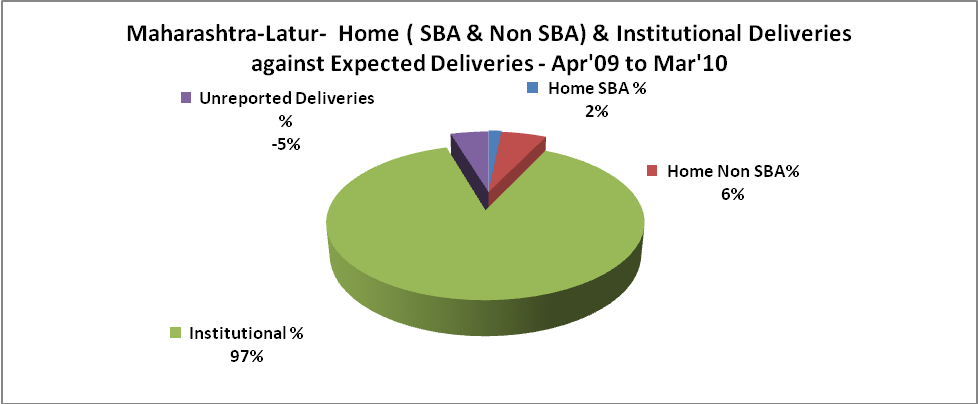 Maharashtra-Latur- Home ( SBA & Non SBA) & Institutional Deliveries
against Expected Deliveries - Apr'09 to Mar'10
Unreported Deliveries
%
-5%
Home SBA %
2%
Home Non SBA%
6%
Institutional %
97%